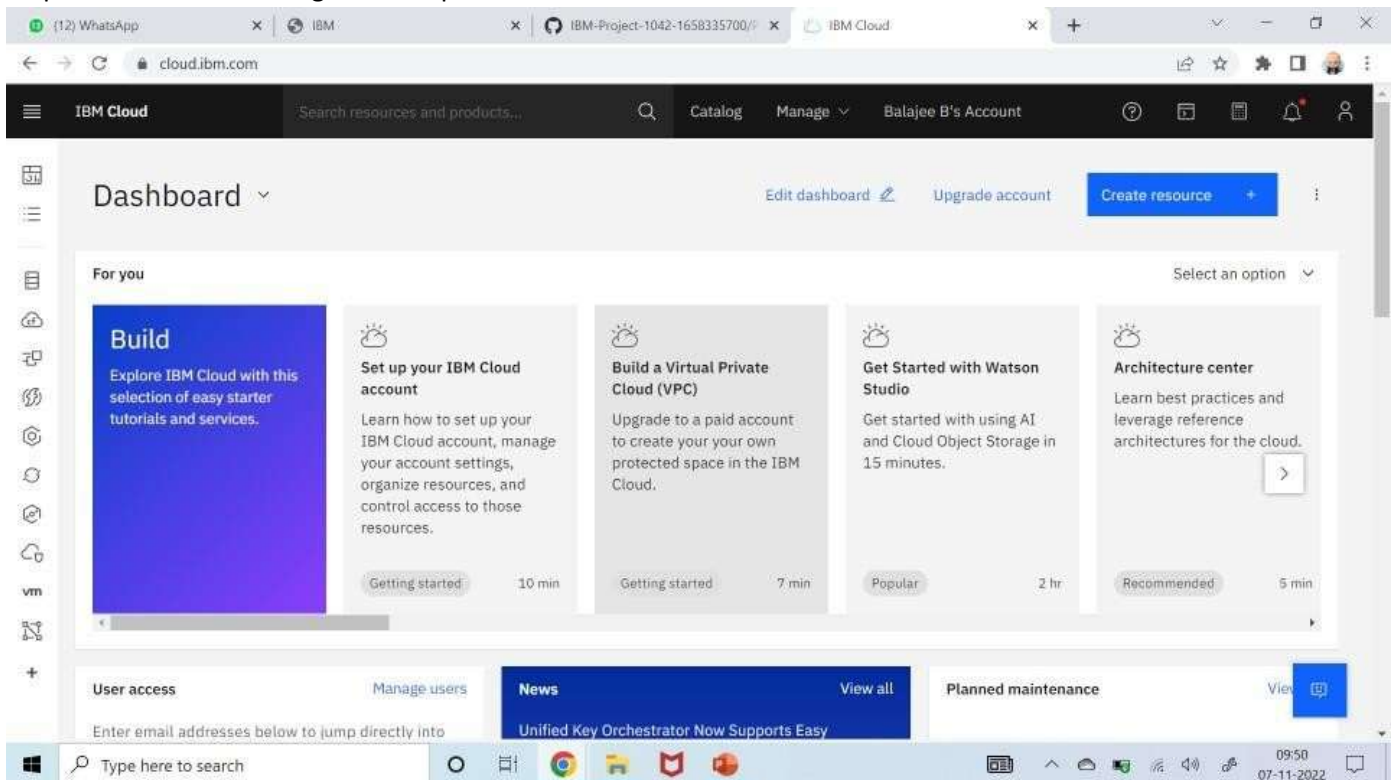 (12) WhatsApp
IBM
IBM-Project-1042-1658335700/
IBM Cloud
cloud.ibm.com
IBM Cloud
Search resources and products...
Catalog
Manage
Balajee B's Account
Dashboard
Edit dashboard
Upgrade account
Create resource +
For you
Select an option
Build
Explore IBM Cloud with this
selection of easy starter
tutorials and services.
Set up your IBM Cloud
account
Learn how to set up your
IBM Cloud account, manage
your account settings,
organize resources, and
control access to those
resources.
Getting started
10 min
Build a Virtual Private
Cloud (VPC)
Upgrade to a paid account
to create your your own
protected space in the IBM
Cloud.
Getting started
7 min
Get Started with Watson
Studio
Get started with using AI
and Cloud Object Storage in
15 minutes.
Popular
2 hr
Architecture center
Learn best practices and
leverage reference
architectures for the cloud.
Recommended
5 min
vm
User access
Manage users
Enter email addresses below to jump directly into
News
View all
Unified Key Orchestrator Now Supports Easy
Planned maintenance
Type here to search
09:50
07-11-2022